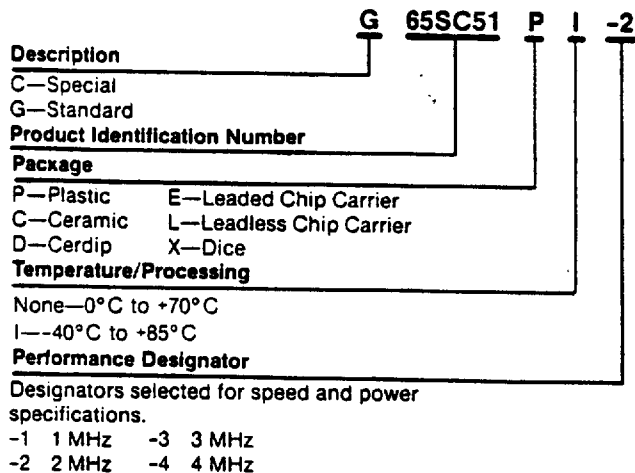 G 65SC51 P I -2
Description
C—Special
G—Standard
Product Identification Number
Pacxage
P—Plastic E—Leaded Chip Carrier
C—Ceramic L—Leadless Chip Carrier
D—Cerdip X—Dice
Temperature/Processing
None—0°C to +70°C
I—-40°C to +85°C
Performance Designator
Designators selected for speed and power
specifications.
-1 1 MHz -3 3 MHz
-2 2 MHz -4 4 MHz